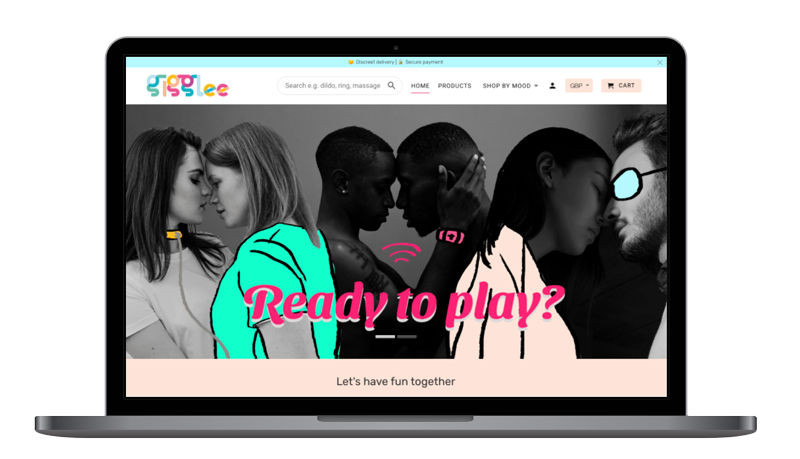 😊 Discreet delivery | 🔒 Secure payment
gigglee
Search e.g. dildo, ring, massage
HOME
PRODUCTS
SHOP BY MOOD
GBP
CART
Ready to play?
Let's have fun together